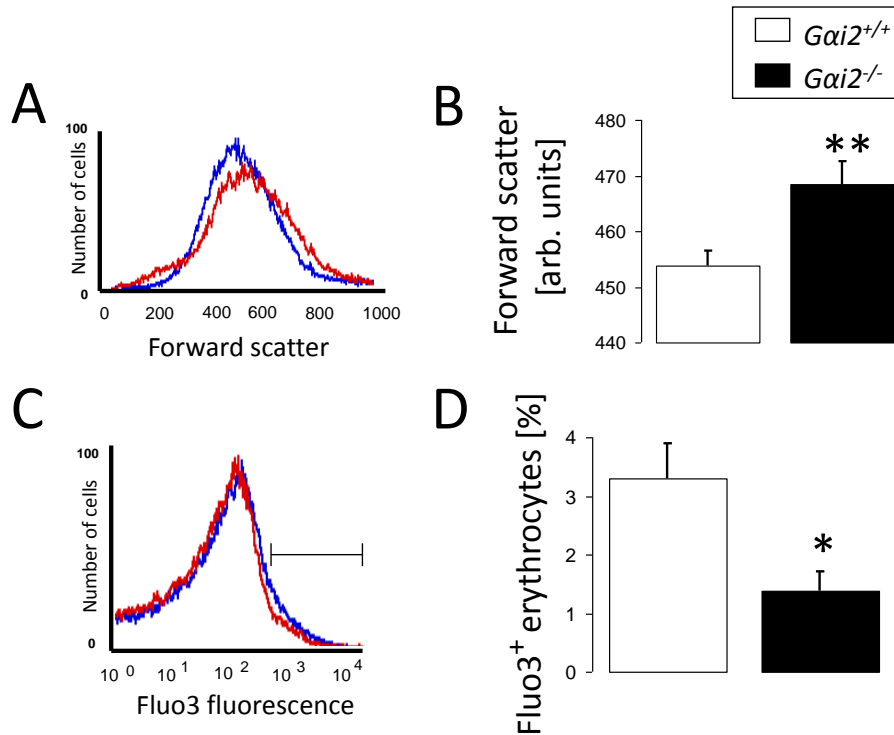 Gαi2+/+
Gαi2-/-
A
100
Number of cells
0
0 200 400 600 800 1000
Forward scatter
B
Forward scatter
[arb. units]
480
470
460
450
440
**
C
100
Number of cells
0
10^0 10^1 10^2 10^3 10^4
Fluo3 fluorescence
D
Fluo3+ erythrocytes [%]
4
3
2
1
0
*